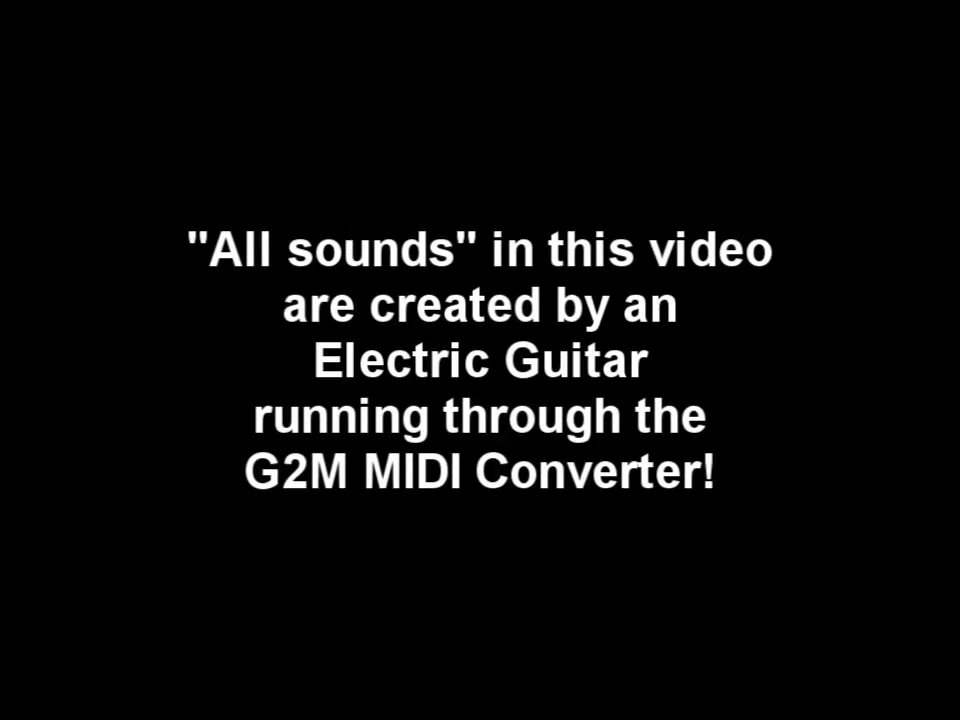 "All sounds" in this video
are created by an
Electric Guitar
running through the
G2M MIDI Converter!